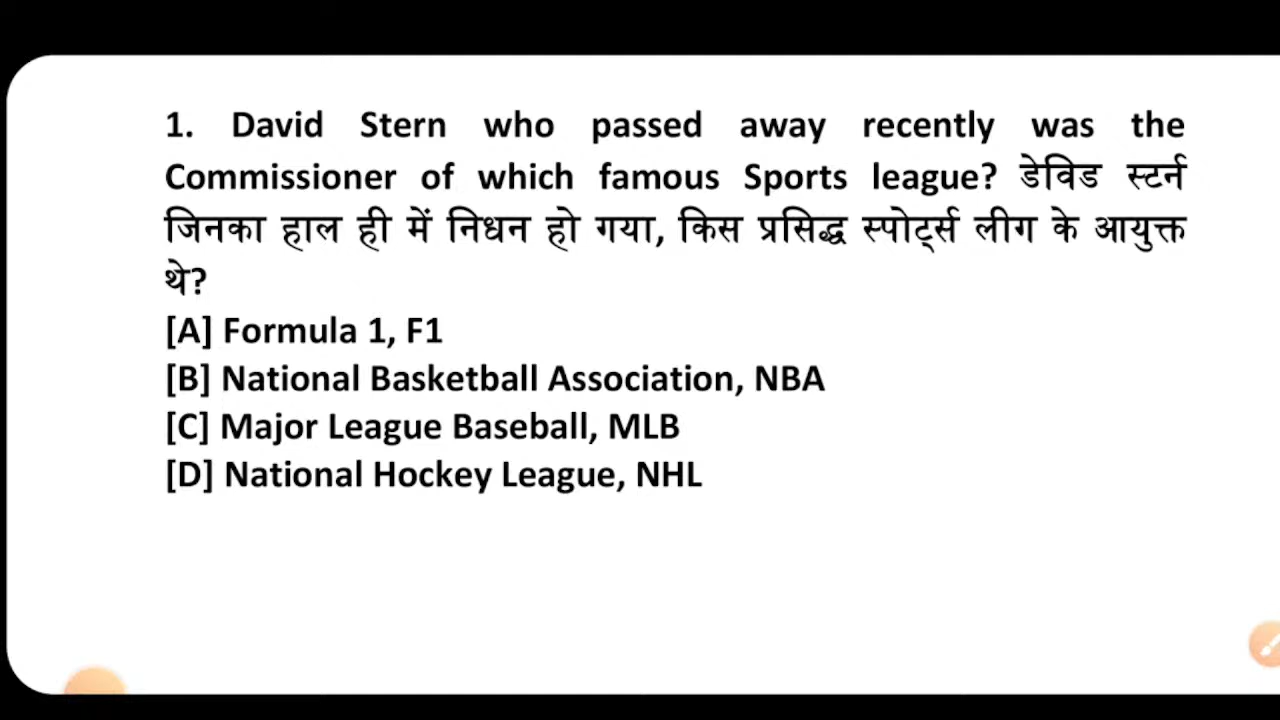 1. David Stern who passed away recently was the
Commissioner of which famous Sports league? डेविड स्टर्न
जिनका हाल ही में निधन हो गया, किस प्रसिद्ध स्पोर्ट्स लीग के आयुक्त
थे?
[A] Formula 1, F1
[B] National Basketball Association, NBA
[C] Major League Baseball, MLB
[D] National Hockey League, NHL